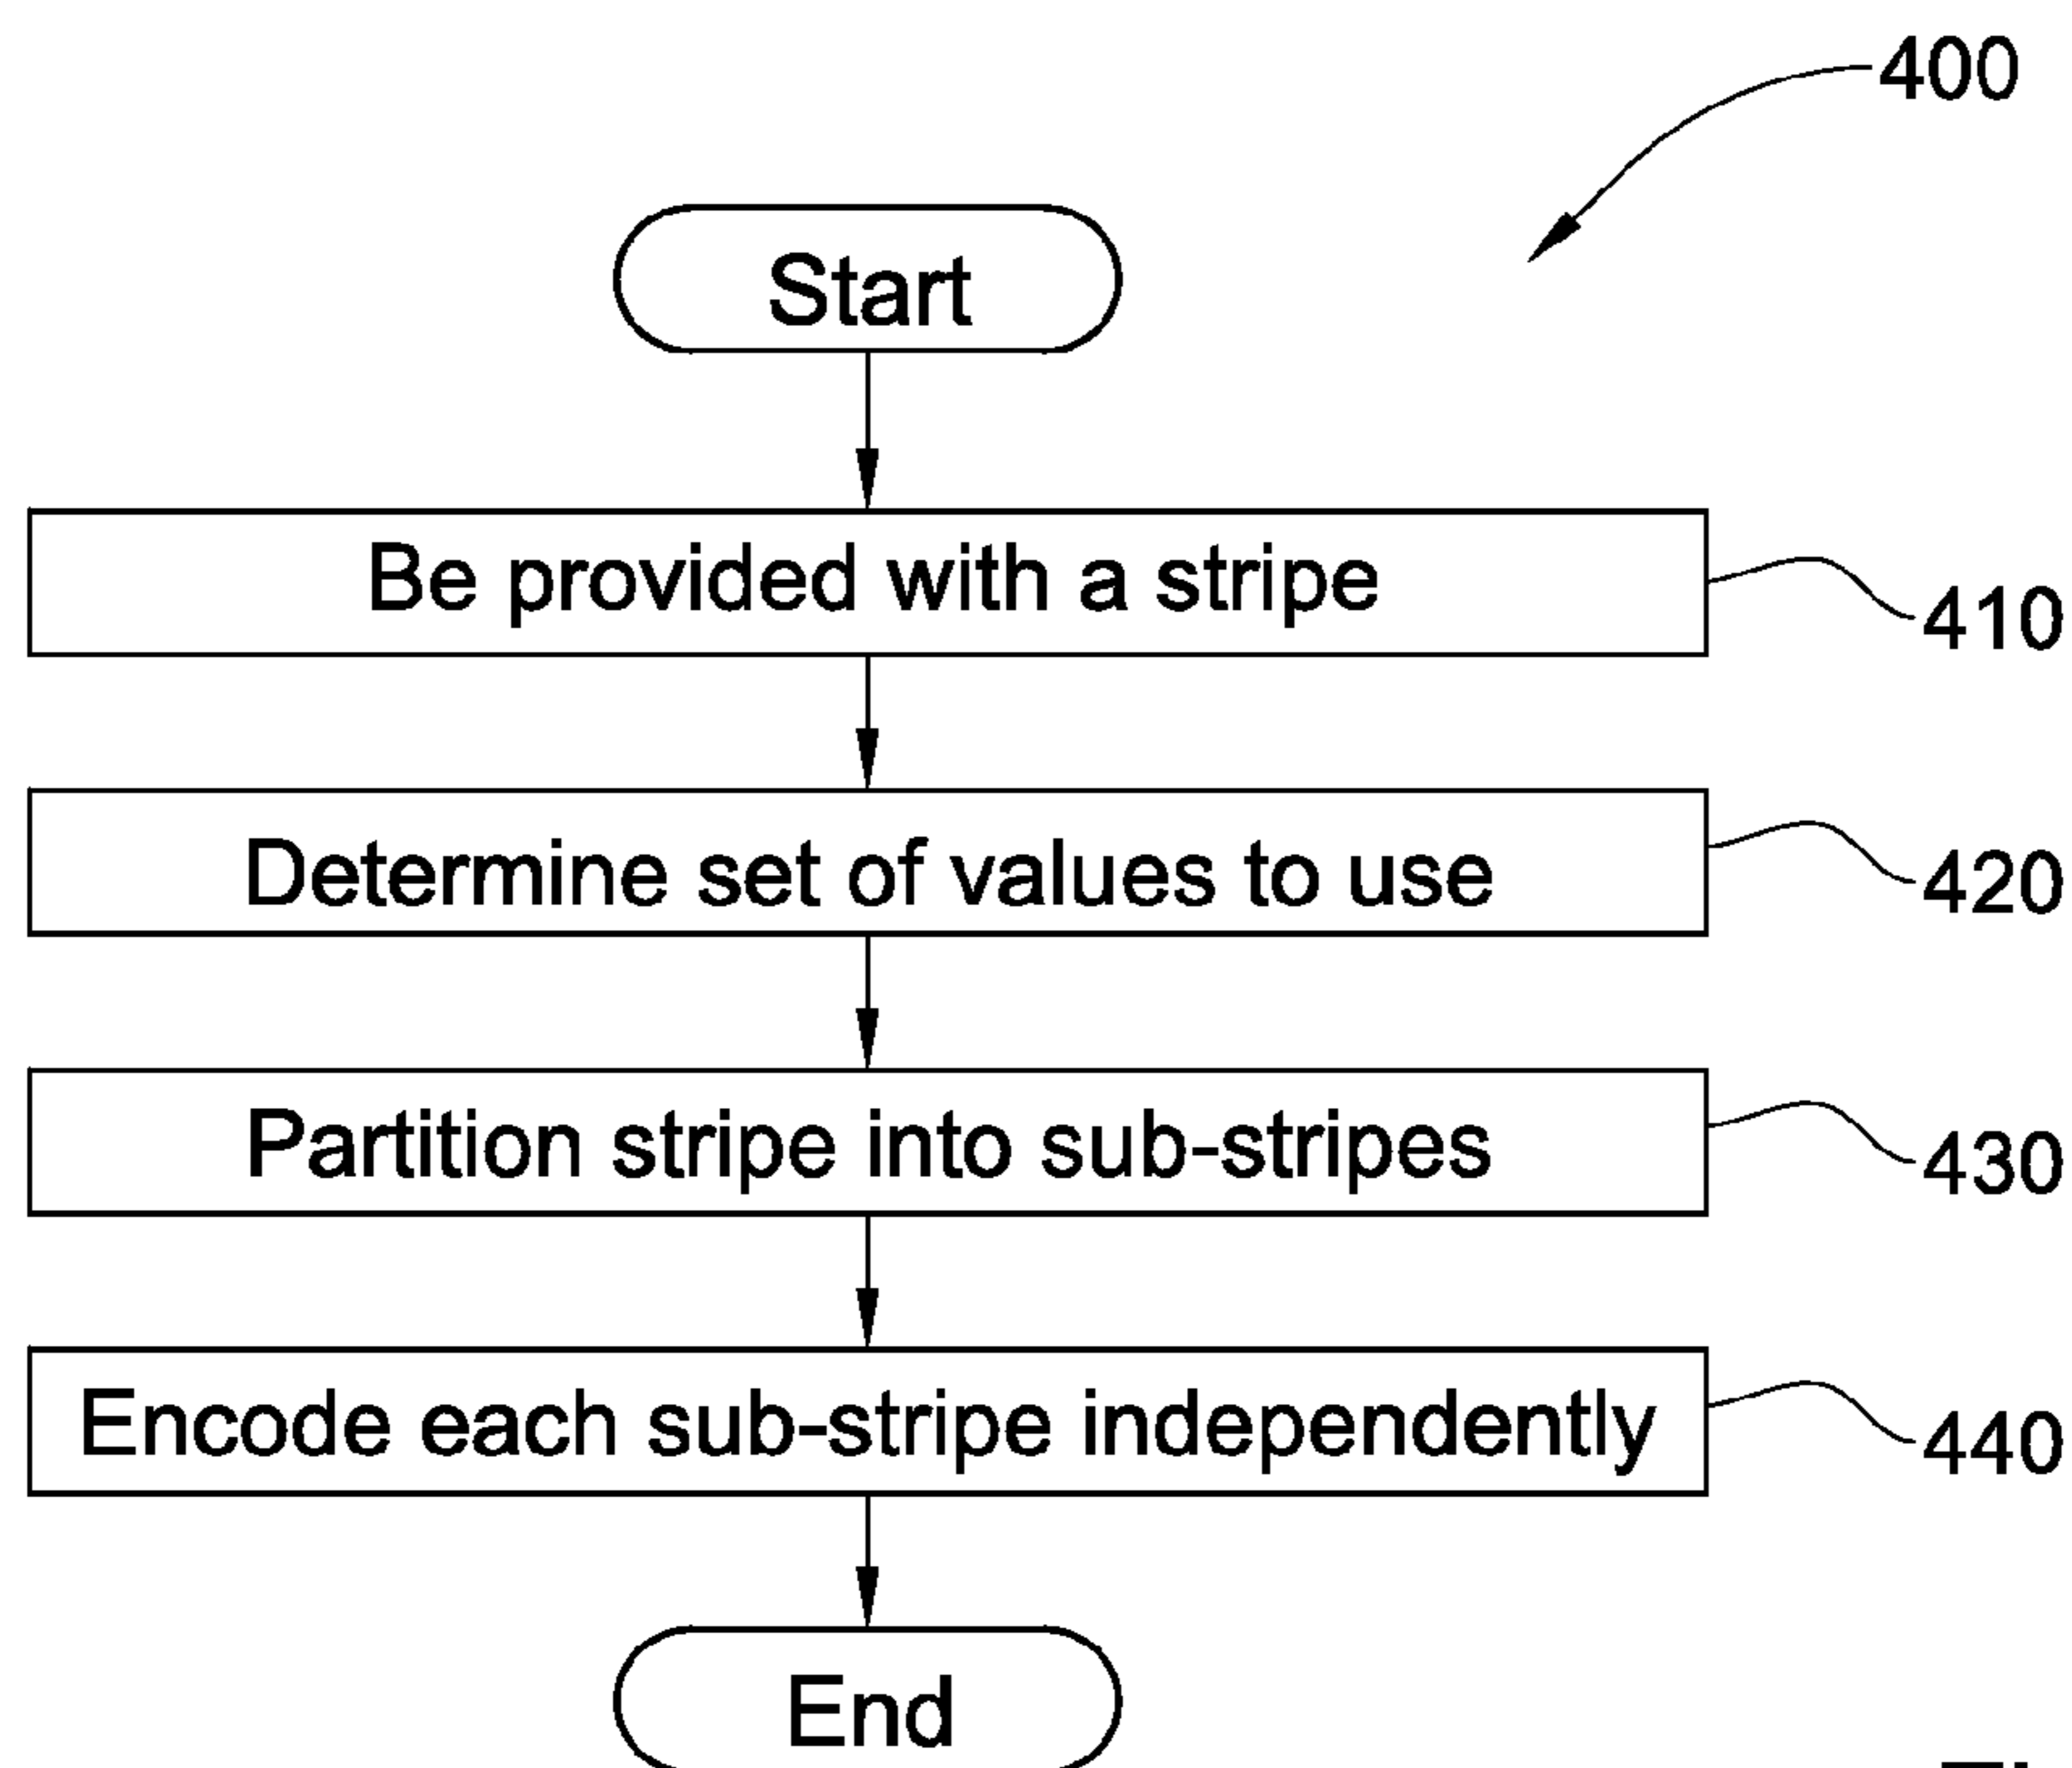 400
Start
Be provided with a stripe
410
Determine set of values to use
420
Partition stripe into sub-stripes
430
Encode each sub-stripe independently
440
End